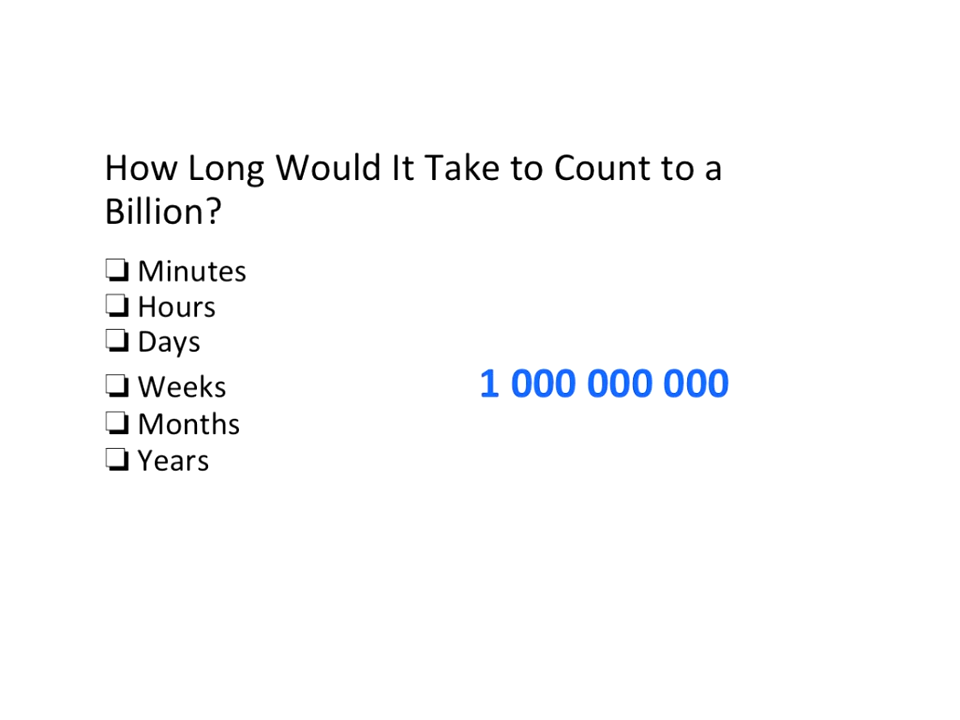 How Long Would It Take to Count to a
Billion?
❏ Minutes
❏ Hours
❏ Days
❏ Weeks
1 000 000 000
❏ Months
❏ Years